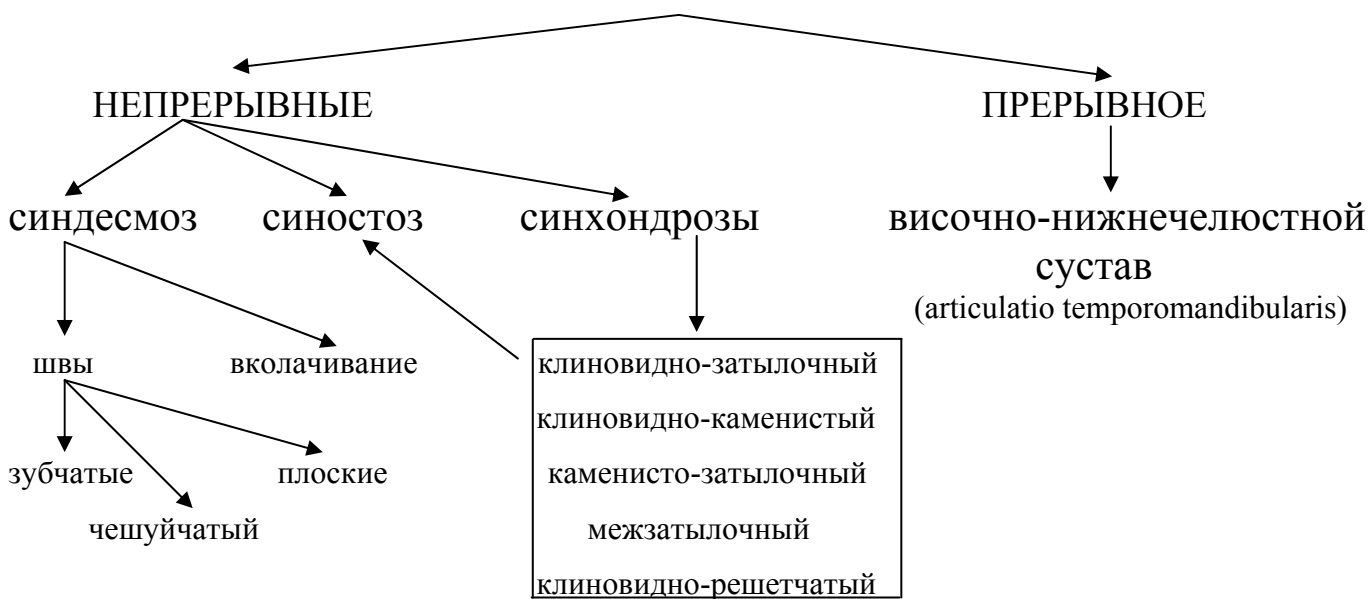 НЕПРЕРЫВНЫЕ ПРЕРЫВНОЕ
синдесмоз синостоз синхондрозы височно-нижнечелюстной
сустав
(articulatio temporomandibularis)
швы вколачивание клиновидно-затылочный
клиновидно-каменистый
зубчатые плоские каменисто-затылочный
чешуйчатый межзатылочный
клиновидно-решетчатый